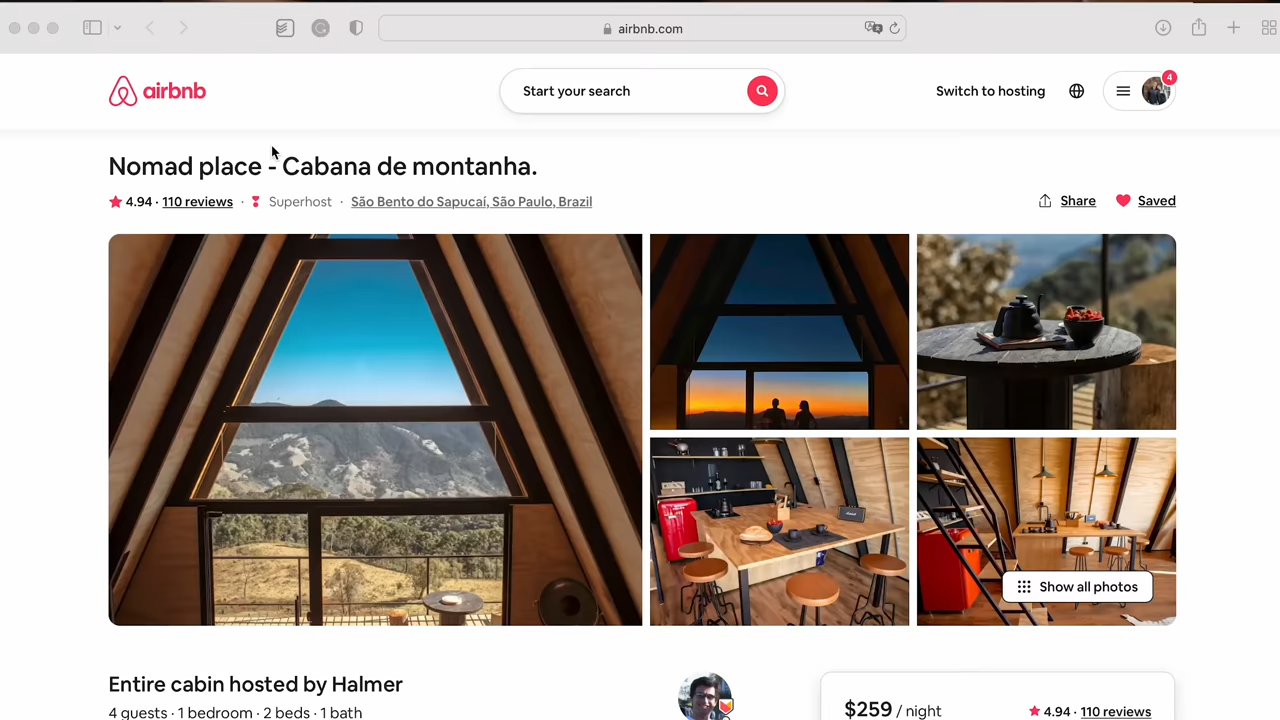 airbnb.com
airbnb
Start your search
Switch to hosting
4
Nomad place - Cabana de montanha.
4.94 · 110 reviews · Superhost · São Bento do Sapucaí, São Paulo, Brazil
Share
Saved
Show all photos
Entire cabin hosted by Halmer
4 guests · 1 bedroom · 2 beds · 1 bath
$259 / night
4.94 · 110 reviews